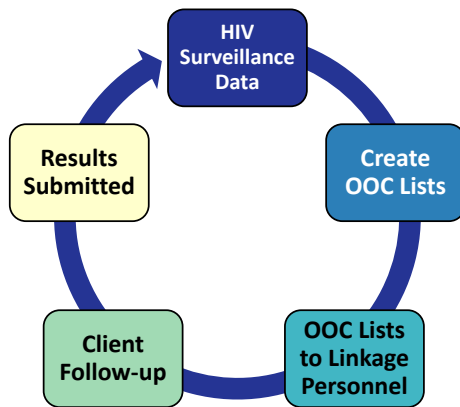 HIV
Surveillance
Data
Create
OOC Lists
OOC Lists
to Linkage
Personnel
Client
Follow-up
Results
Submitted